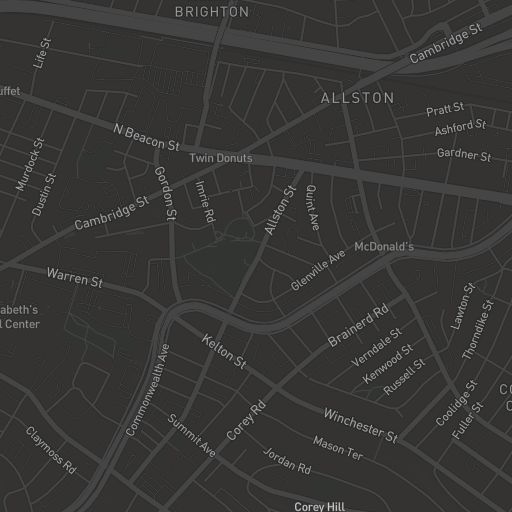 BRIGHTON
Cambridge St
Life St
uffet
ALLSTON
Pratt St
Ashford St
N Beacon St
Twin Donuts
Gardner St
Murdock St
Dustin St
Gordon St
Imrie Rd
Allston St
Quint Ave
Cambridge St
McDonald's
Glenville Ave
Warren St
abeth's
l Center
Lawton St
Thorndike St
Brainerd Rd
Verndale St
Kenwood St
Russell St
Kelton St
Commonwealth Ave
Coolidge St
Fuller St
Winchester St
Corey Rd
Summit Ave
Claymoss Rd
Mason Ter
Jordan Rd
Corey Hill